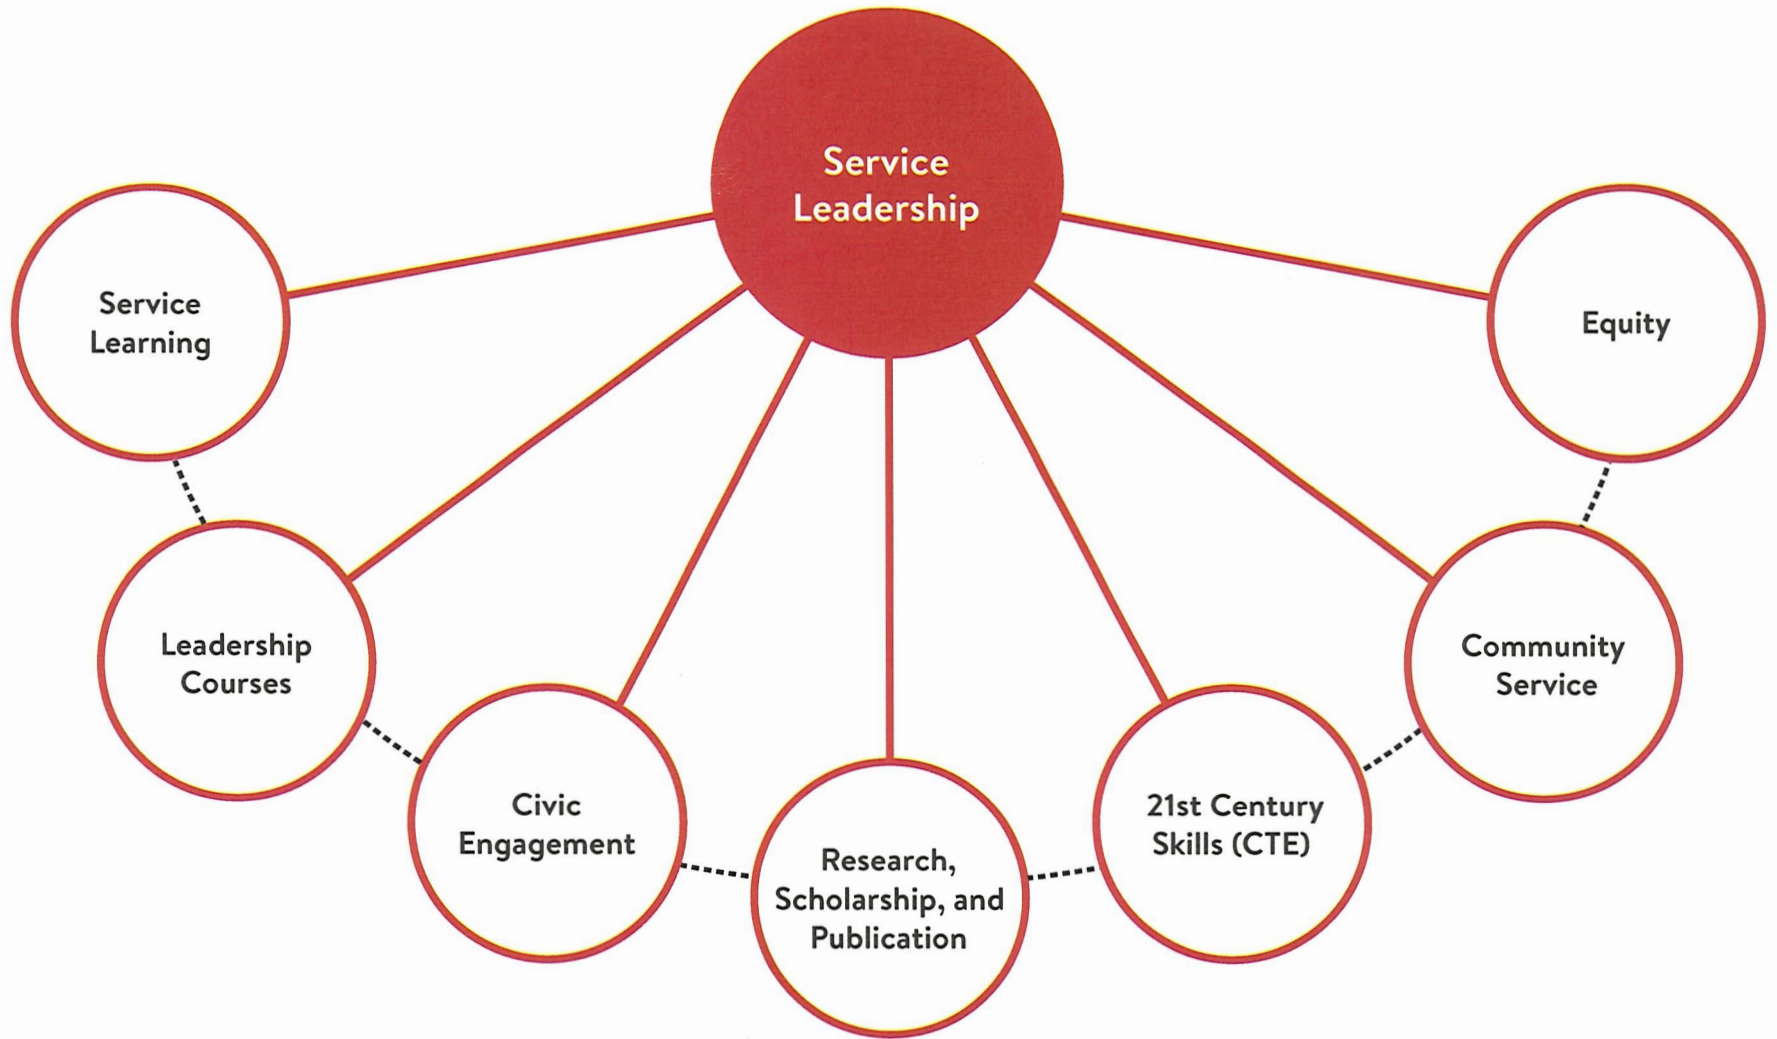 Service
Leadership
Service
Learning
Leadership
Courses
Civic
Engagement
Research,
Scholarship, and
Publication
21st Century
Skills (CTE)
Community
Service
Equity